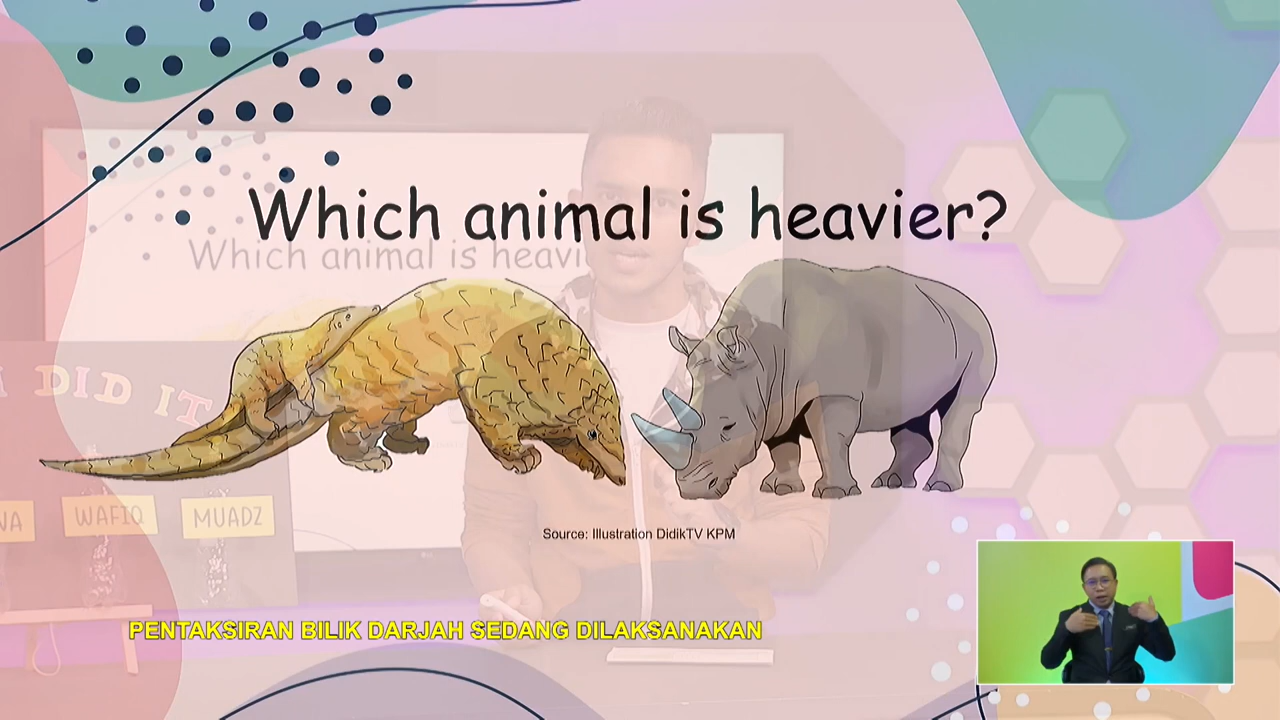 Which animal is heavier?
Which animal is heavi
I DID IT
WAFIQ
MUADZ
Source: Illustration DidikTV KPM
PENTAKSIRAN BILIK DARJAH SEDANG DILAKSANAKAN